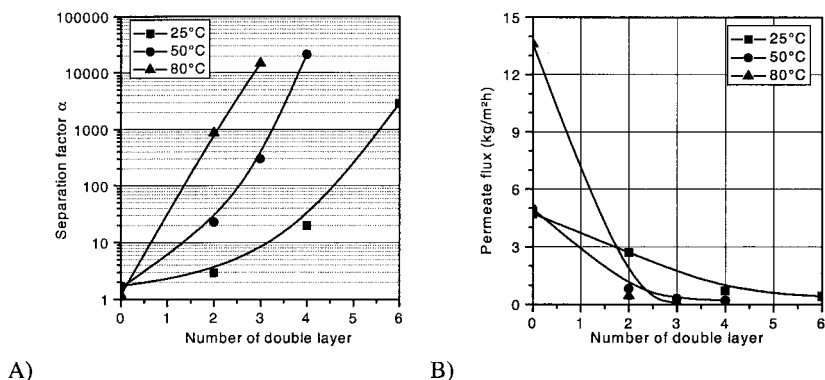 25°C
50°C
80°C
100000
10000
1000
100
10
1
0 1 2 3 4 5 6
Separation factor α
Number of double layer
A)
25°C
50°C
80°C
15
12
9
6
3
0
0 1 2 3 4 5 6
Permeate flux (kg/m²h)
Number of double layer
B)